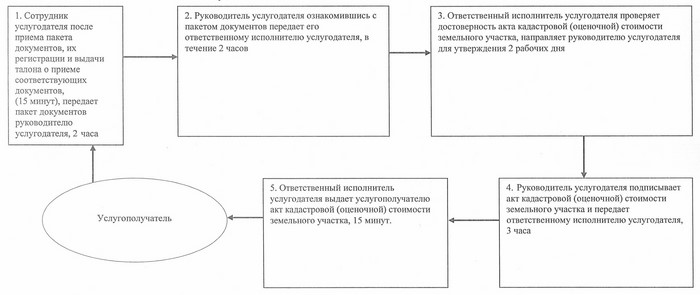 1. Сотрудник
услугодателя после
приема пакета
документов, их
регистрации и выдачи
талона о приеме
соответствующих
документов,
(15 минут), передает
пакет документов
руководителю
услугодателя, 2 часа
2. Руководитель услугодателя ознакомившись с
пакетом документов передает его
ответственному исполнителю услугодателя, в
течение 2 часов
3. Ответственный исполнитель услугодателя проверяет
достоверность акта кадастровой (оценочной) стоимости
земельного участка, направляет руководителю услугодателя
для утверждения 2 рабочих дня
4. Руководитель услугодателя подписывает
акт кадастровой (оценочной) стоимости
земельного участка и передает
ответственному исполнителю услугодателя,
3 часа
5. Ответственный исполнитель
услугодателя выдает услугополучателю
акт кадастровой (оценочной) стоимости
земельного участка, 15 минут.
Услугополучатель